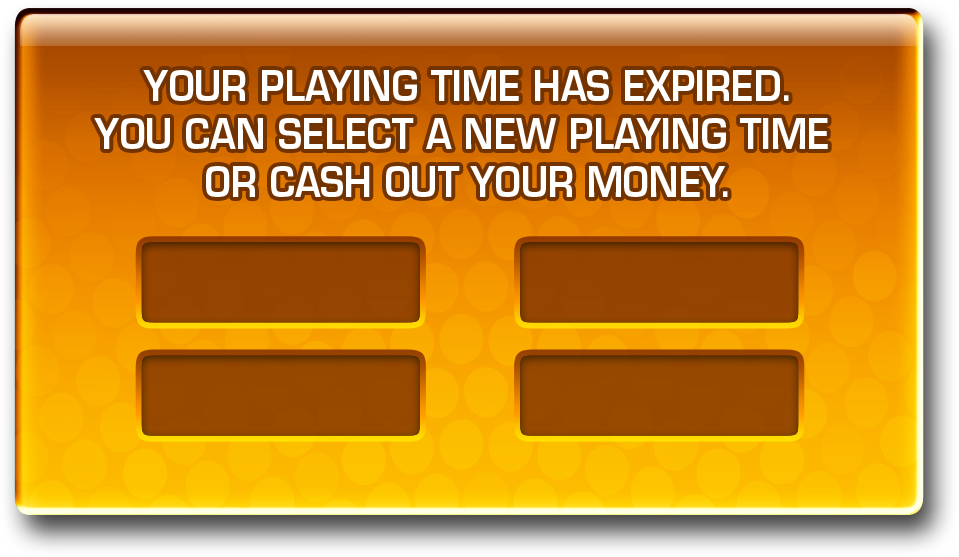 YOUR PLAYING TIME HAS EXPIRED.
YOU CAN SELECT A NEW PLAYING TIME
OR CASH OUT YOUR MONEY.